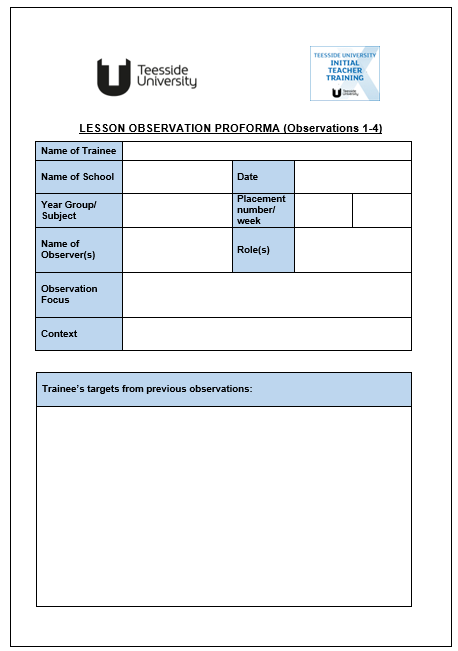 Teesside
University
TEESSIDE UNIVERSITY
INITIAL
TEACHER
TRAINING
Teesside
University
LESSON OBSERVATION PROFORMA (Observations 1-4)
Name of Trainee
Name of School
Date
Year Group/
Subject
Placement
number/
week
Name of
Observer(s)
Role(s)
Observation
Focus
Context
Trainee's targets from previous observations: